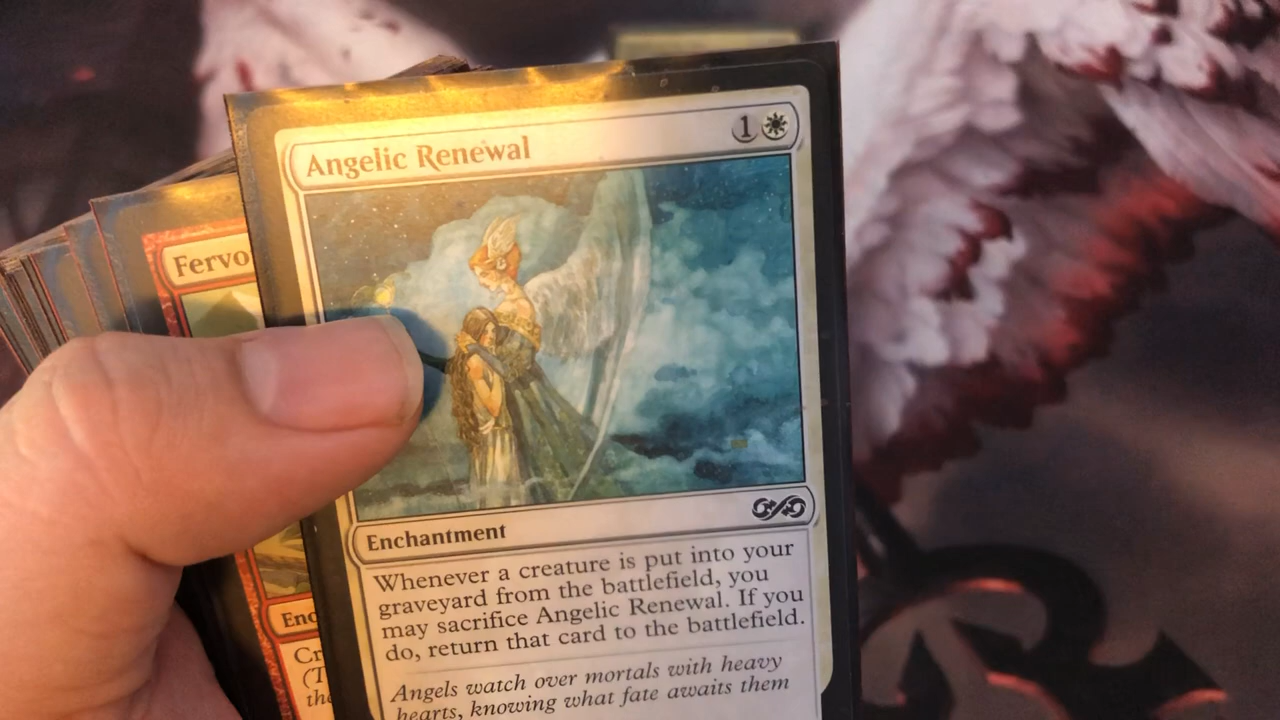 Angelic Renewal
1
Fervo
Enchantment
Whenever a creature is put into your
graveyard from the battlefield, you
may sacrifice Angelic Renewal. If you
do, return that card to the battlefield.
Angels watch over mortals with heavy
hearts, knowing what fate awaits them
Enc
Cr
(T
the